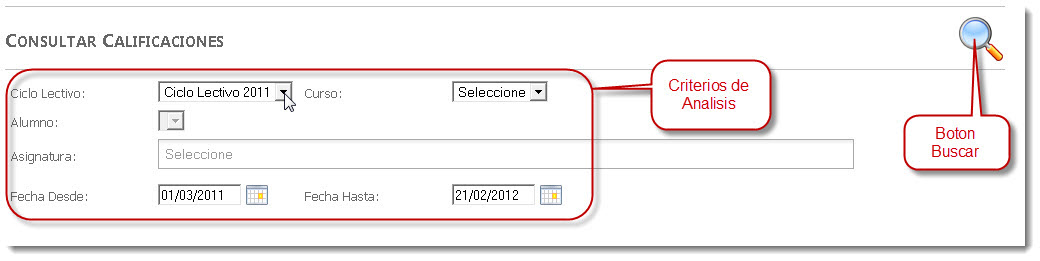 CONSULTAR CALIFICACIONES
Ciclo Lectivo: Ciclo Lectivo 2011 Curso: Seleccione
Alumno:
Asignatura: Seleccione
Fecha Desde: 01/03/2011 Fecha Hasta: 21/02/2012
Criterios de
Analisis
Boton
Buscar